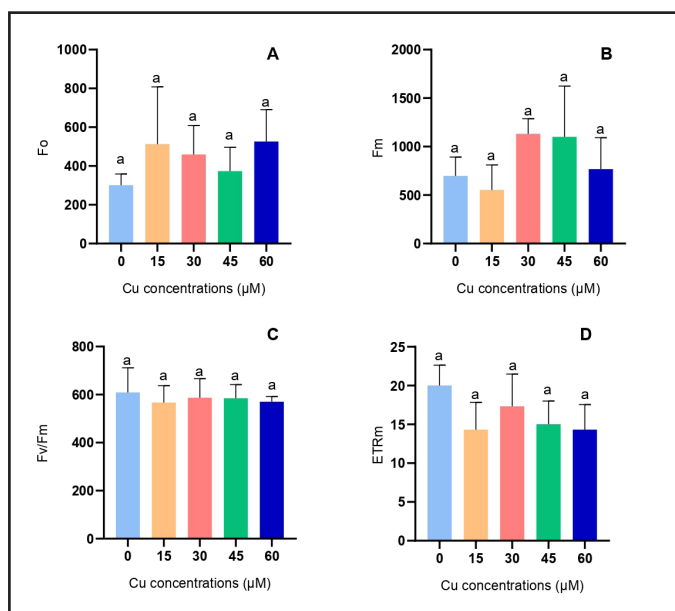 A
1000
800
600
400
200
0
Fo
a
a
a
a
a
0 15 30 45 60
Cu concentrations (µM)
B
2000
1500
1000
500
0
Fm
a
a
a
a
a
0 15 30 45 60
Cu concentrations (µM)
C
800
600
400
200
0
Fv/Fm
a
a
a
a
a
0 15 30 45 60
Cu concentrations (µM)
D
25
20
15
10
5
0
ETRm
a
a
a
a
a
0 15 30 45 60
Cu concentrations (µM)